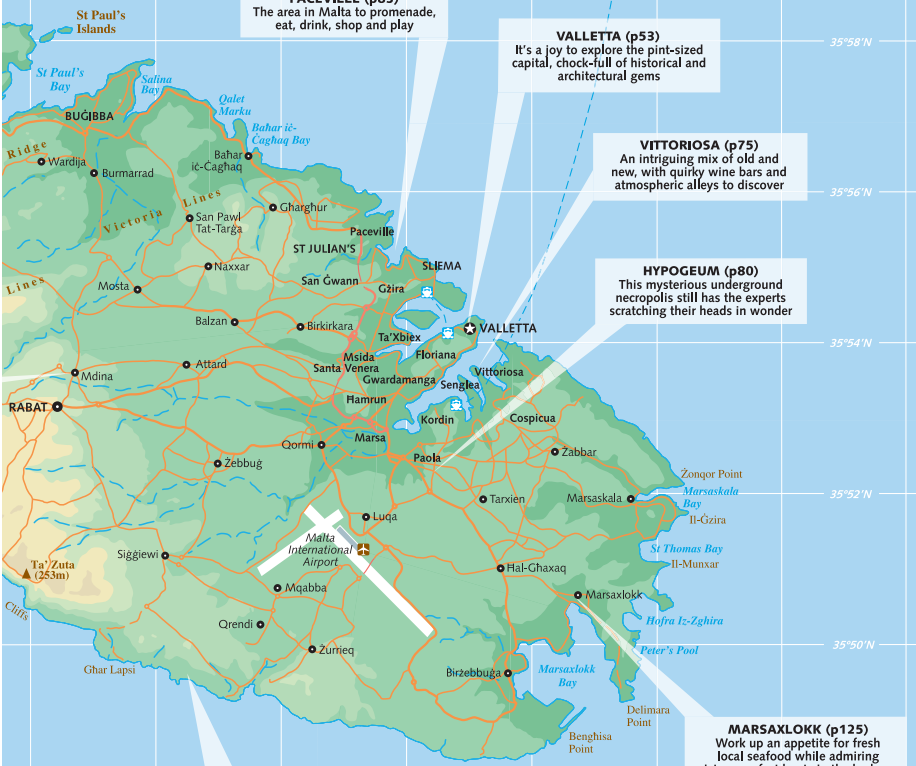 PACEVILLE (p85)
The area in Malta to promenade,
eat, drink, shop and play
St Paul's
Islands
VALLETTA (p53)
It's a joy to explore the pint-sized
capital, chock-full of historical and
architectural gems
35°58'N
St Paul's
Bay
Salina
Bay
BUĠIBBA
Qalet
Marku
Baħar iċ-
Ċagħaq Bay
Ridge
Wardija
Burmarrad
Baħar
iċ-Ċagħaq
VITTORIOSA (p75)
An intriguing mix of old and
new, with quirky wine bars and
atmospheric alleys to discover
35°56'N
Victoria Lines
San Pawl
Tat-Tarġa
Għargħur
Paceville
ST JULIAN'S
Naxxar
SLIEMA
HYPOGEUM (p80)
This mysterious underground
necropolis still has the experts
scratching their heads in wonder
Lines
Mosta
San Ġwann
Gżira
Balzan
Birkirkara
VALLETTA
Ta'Xbiex
Floriana
35°54'N
Msida
Santa Venera
Attard
Mdina
Gwardamanga
Vittoriosa
Senglea
Ħamrun
RABAT
Kordin
Cospicua
Marsa
Qormi
Żabbar
Paola
Żebbuġ
Żonqor Point
Tarxien
Marsaskala
Marsaskala
Bay
35°52'N
Luqa
Il-Ġżira
Malta
International
Airport
St Thomas Bay
Siġġiewi
Il-Munxar
Ta' Żuta
(253m)
Hal-Għaxaq
Mqabba
Marsaxlokk
Cliffs
Qrendi
Hofra Iz-Zghira
35°50'N
Żurrieq
Peter's Pool
Għar Lapsi
Birżebbuġa
Marsaxlokk
Bay
Delimara
Point
Benghisa
Point
MARSAXLOKK (p125)
Work up an appetite for fresh
local seafood while admiring